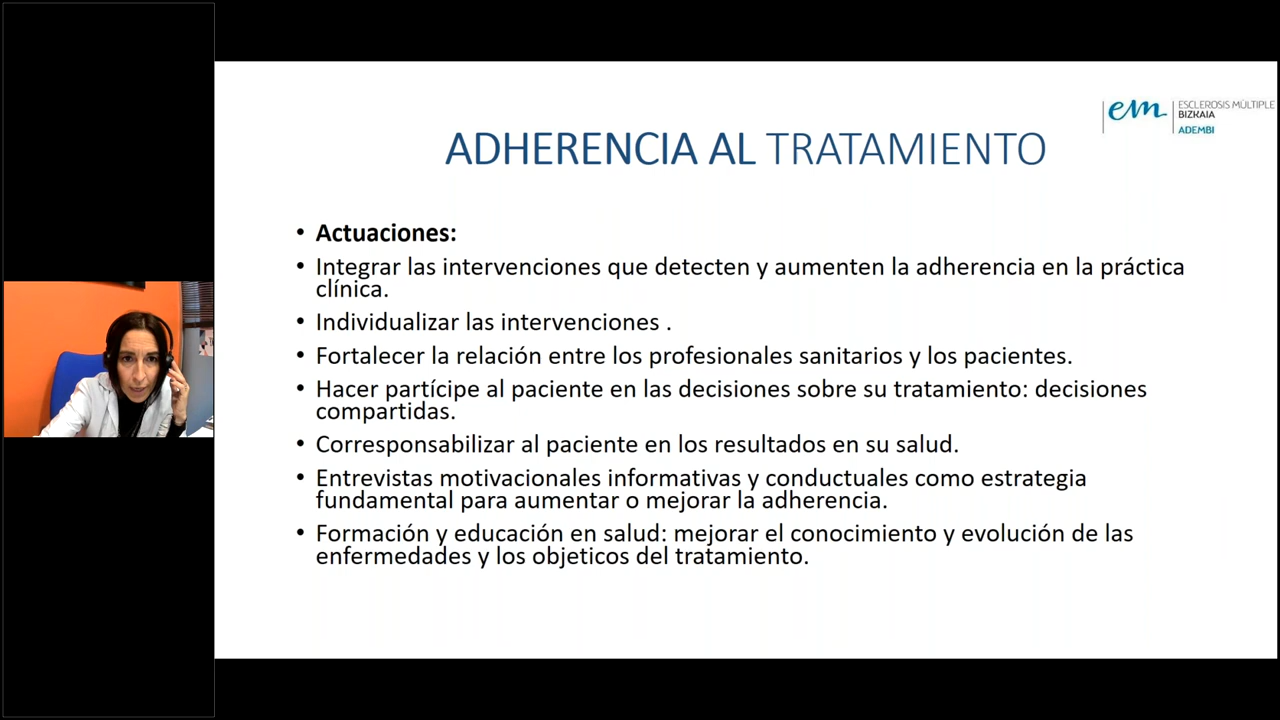 em
ESCLEROSIS MÚLTIPLE
BIZKAIA
ADEMBI
ADHERENCIA AL TRATAMIENTO
• Actuaciones:
• Integrar las intervenciones que detecten y aumenten la adherencia en la práctica
clínica.
• Individualizar las intervenciones .
• Fortalecer la relación entre los profesionales sanitarios y los pacientes.
• Hacer partícipe al paciente en las decisiones sobre su tratamiento: decisiones
compartidas.
• Corresponsabilizar al paciente en los resultados en su salud.
• Entrevistas motivacionales informativas y conductuales como estrategia
fundamental para aumentar o mejorar la adherencia.
• Formación y educación en salud: mejorar el conocimiento y evolución de las
enfermedades y los objeticos del tratamiento.